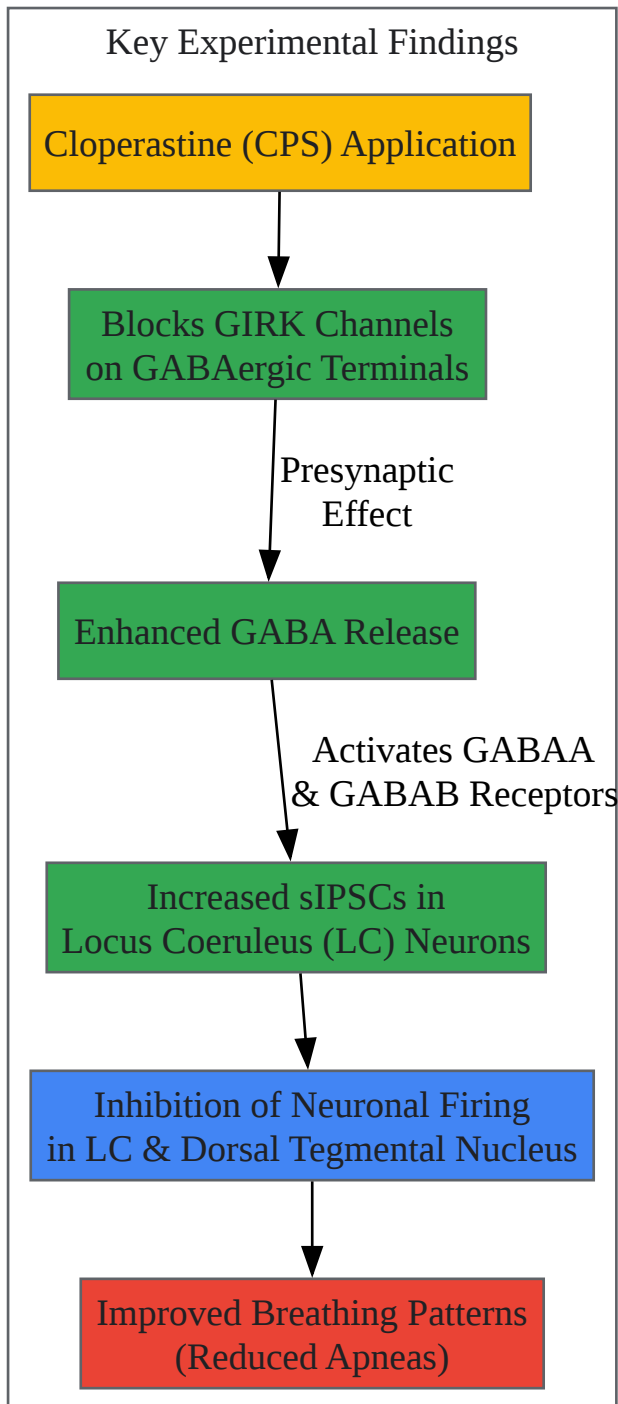 Key Experimental Findings
Cloperastine (CPS) Application
Blocks GIRK Channels
on GABAergic Terminals
Presynaptic
Effect
Enhanced GABA Release
Activates GABAA
& GABAB Receptors
Increased sIPSCs in
Locus Coeruleus (LC) Neurons
Inhibition of Neuronal Firing
in LC & Dorsal Tegmental Nucleus
Improved Breathing Patterns
(Reduced Apneas)